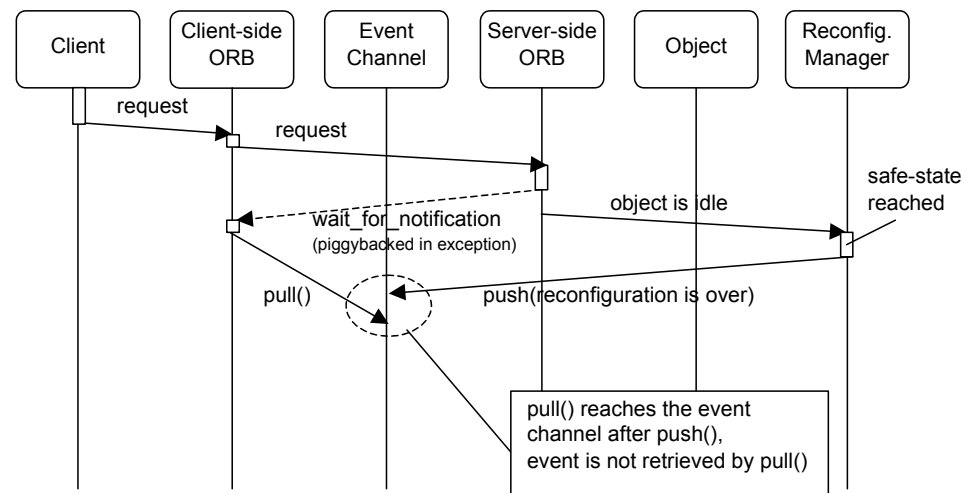 Client
Client-side
ORB
Event
Channel
Server-side
ORB
Object
Reconfig.
Manager
request
request
safe-state
reached
wait_for_notification
(piggybacked in exception)
object is idle
pull()
push(reconfiguration is over)
pull() reaches the event
channel after push(),
event is not retrieved by pull()